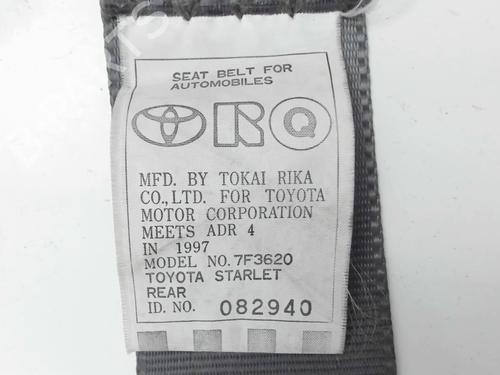 SEAT BELT FOR
AUTOMOBILES
R Q
MFD. BY TOKAI RIKA
CO.,LTD. FOR TOYOTA
MOTOR CORPORATION
MEETS ADR 4
IN 1997
MODEL NO. 7F3620
TOYOTA STARLET
REAR
ID. NO. 082940